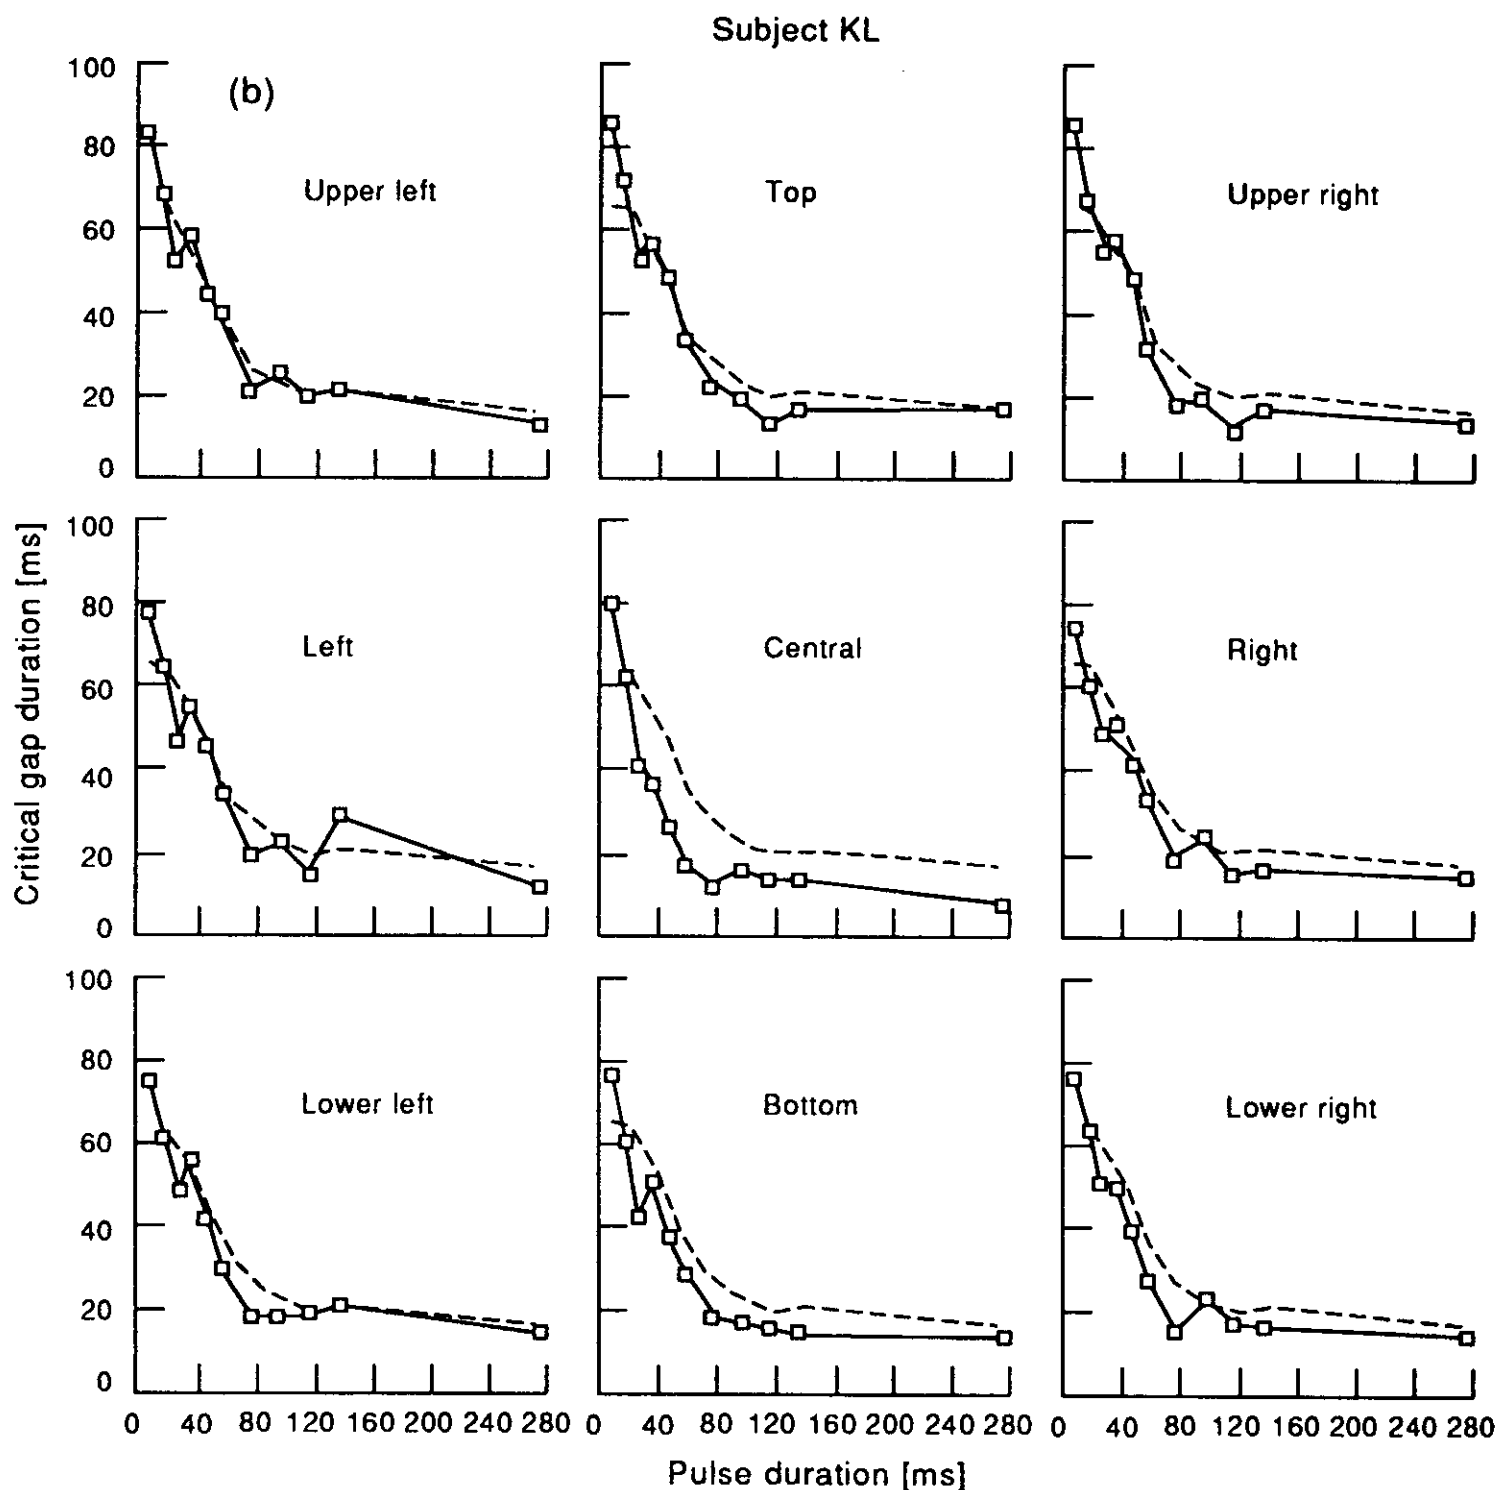 Subject KL
(b)
100
80
60
40
20
0
Upper left
Top
Upper right
Critical gap duration [ms]
100
80
60
40
20
0
Left
Central
Right
100
80
60
40
20
0
Lower left
Bottom
Lower right
0 40 80 120 160 200 240 280 0 40 80 120 160 200 240 280 0 40 80 120 160 200 240 280
Pulse duration [ms]